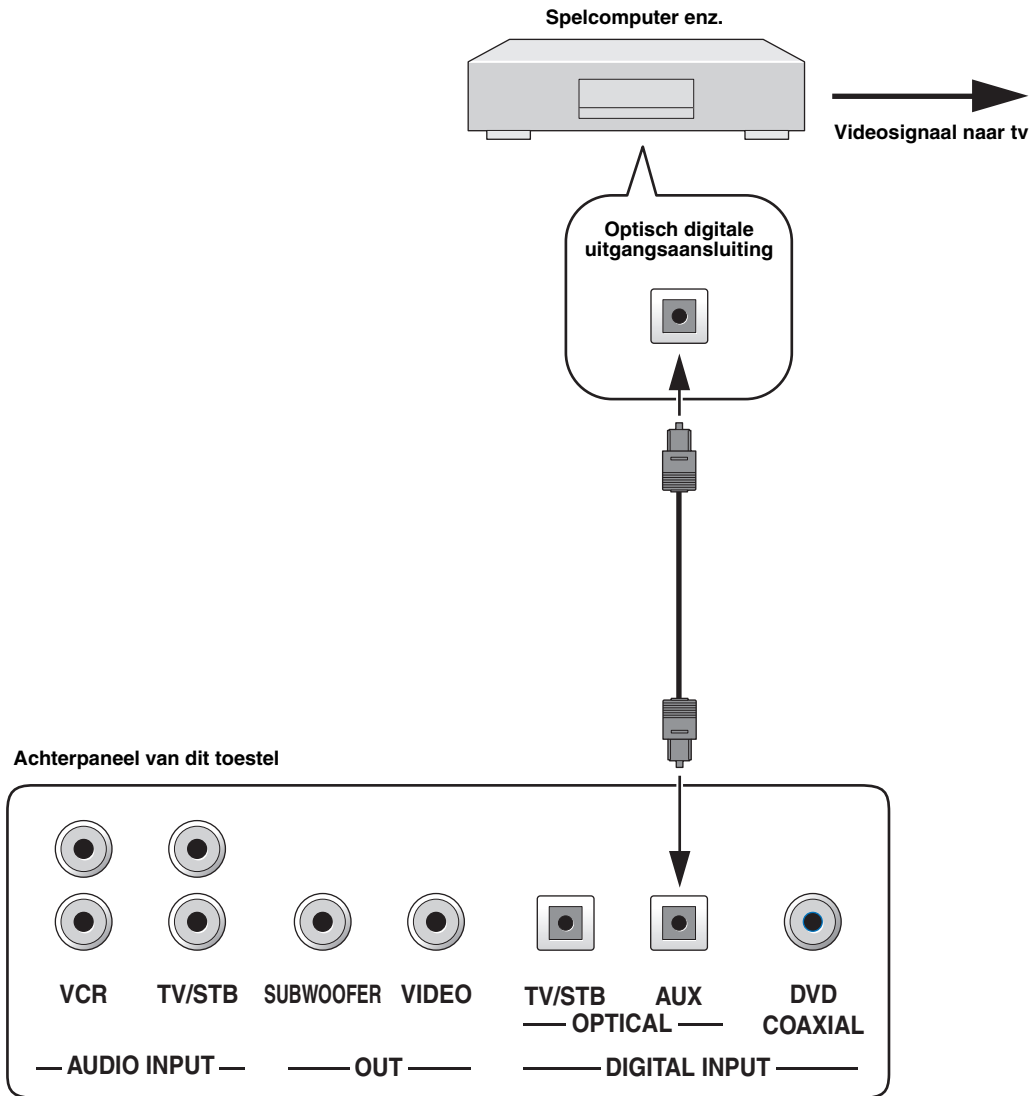 Spelcomputer enz.
Videosignaal naar tv
Optisch digitale
uitgangsaansluiting
Achterpaneel van dit toestel
VCR TV/STB SUBWOOFER VIDEO TV/STB AUX DVD
OPTICAL COAXIAL
AUDIO INPUT OUT DIGITAL INPUT